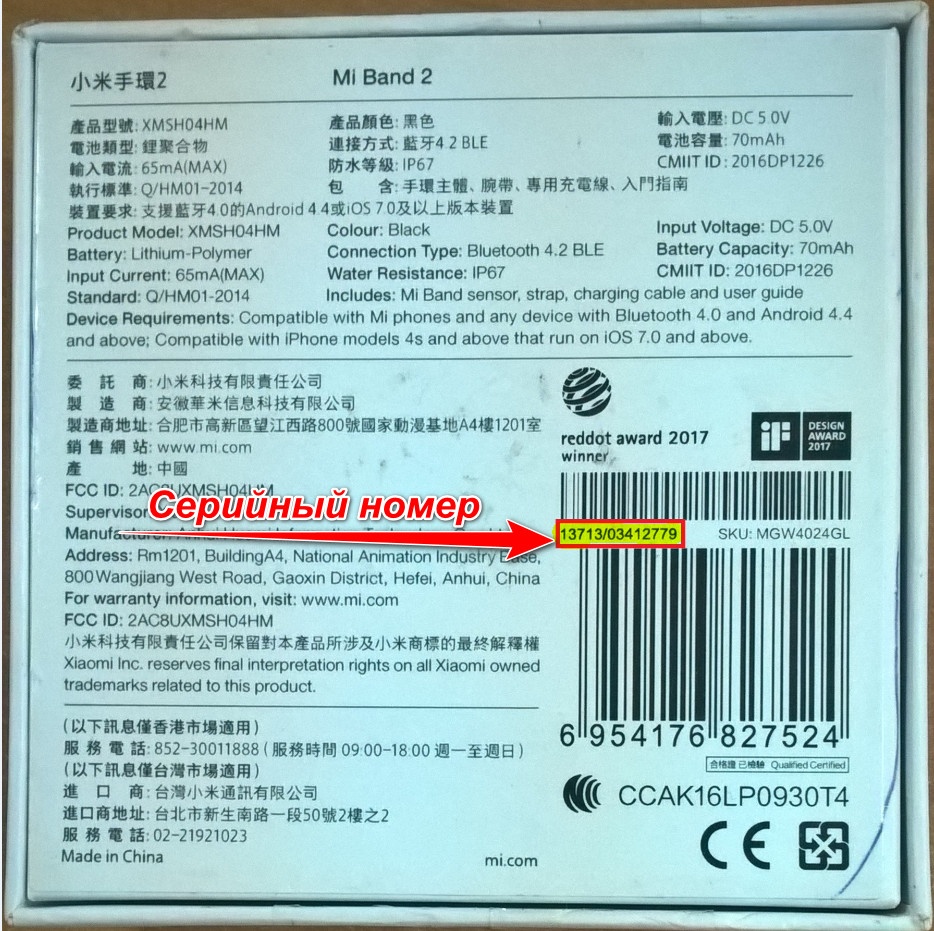 小米手環2
Mi Band 2
產品型號: XMSH04HM
產品顏色: 黑色
輸入電壓: DC 5.0V
電池類型: 鋰聚合物
連接方式: 藍牙4.2 BLE
電池容量: 70mAh
輸入電流: 65mA(MAX)
防水等級: IP67
CMIIT ID : 2016DP1226
執行標準: Q/HM01-2014
包 含: 手環主體、腕帶、專用充電線、入門指南
裝置要求: 支援藍牙4.0的Android 4.4或iOS 7.0及以上版本裝置
Product Model: XMSH04HM
Colour: Black
Input Voltage: DC 5.0V
Battery: Lithium-Polymer
Connection Type: Bluetooth 4.2 BLE
Battery Capacity: 70mAh
Input Current: 65mA(MAX)
Water Resistance: IP67
CMIIT ID: 2016DP1226
Standard: Q/HM01-2014
Includes: Mi Band sensor, strap, charging cable and user guide
Device Requirements: Compatible with Mi phones and any device with Bluetooth 4.0 and Android 4.4
and above; Compatible with iPhone models 4s and above that run on iOS 7.0 and above.
委 託 商: 小米科技有限責任公司
製 造 商: 安徽華米信息科技有限公司
製造商地址: 合肥市高新區望江西路800號國家動漫基地A4樓1201室
銷 售 網 站: www.mi.com
產 地: 中國
FCC ID: 2AC8UXMSH04HM
Supervisor
Manufacturer:
Address: Rm1201, BuildingA4, National Animation Industry Base,
800 Wangjiang West Road, Gaoxin District, Hefei, Anhui, China
For warranty information, visit: www.mi.com
FCC ID: 2AC8UXMSH04HM
小米科技有限責任公司保留對本產品所涉及小米商標的最終解釋權
Xiaomi Inc. reserves final interpretation rights on all Xiaomi owned
trademarks related to this product.
(以下訊息僅香港市場適用)
服 務 電 話: 852-30011888 ( 服務時間 09:00-18:00 週一至週日 )
(以下訊息僅台灣市場適用)
進 口 商: 台灣小米通訊有限公司
進口商地址: 台北市新生南路一段50號2樓之2
服 務 電 話: 02-21921023
Made in China
mi.com
reddot award 2017
winner
iF
DESIGN
AWARD
2017
Серийный номер
13713/03412779
SKU: MGW4024GL
6 954176 827524
合格證 已檢驗 Qualified Certified
CCAK16LP0930T4
CE